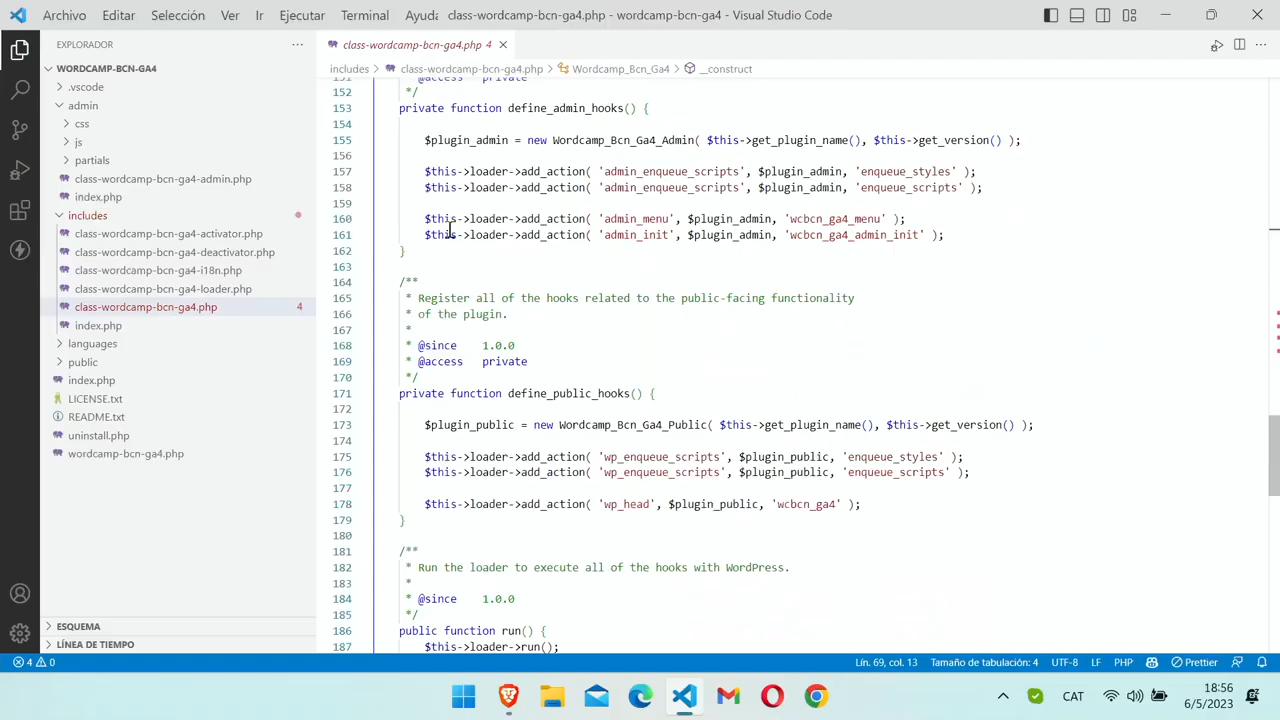 Archivo Editar Selección Ver Ir Ejecutar Terminal Ayuda class-wordcamp-bcn-ga4.php - wordcamp-bcn-ga4 - Visual Studio Code
EXPLORADOR ...
WORDCAMP-BCN-GA4
.vscode
admin
css
js
partials
class-wordcamp-bcn-ga4-admin.php
index.php
includes
class-wordcamp-bcn-ga4-activator.php
class-wordcamp-bcn-ga4-deactivator.php
class-wordcamp-bcn-ga4-i18n.php
class-wordcamp-bcn-ga4-loader.php
class-wordcamp-bcn-ga4.php 4
index.php
languages
public
index.php
LICENSE.txt
README.txt
uninstall.php
wordcamp-bcn-ga4.php
ESQUEMA
LÍNEA DE TIEMPO
class-wordcamp-bcn-ga4.php 4
includes > class-wordcamp-bcn-ga4.php > Wordcamp_Bcn_Ga4 > __construct
151 * @access private
152 */
153 private function define_admin_hooks() {
154
155 $plugin_admin = new Wordcamp_Bcn_Ga4_Admin( $this->get_plugin_name(), $this->get_version() );
156
157 $this->loader->add_action( 'admin_enqueue_scripts', $plugin_admin, 'enqueue_styles' );
158 $this->loader->add_action( 'admin_enqueue_scripts', $plugin_admin, 'enqueue_scripts' );
159
160 $this->loader->add_action( 'admin_menu', $plugin_admin, 'wcbcn_ga4_menu' );
161 $this->loader->add_action( 'admin_init', $plugin_admin, 'wcbcn_ga4_admin_init' );
162 }
163
164 /**
165 * Register all of the hooks related to the public-facing functionality
166 * of the plugin.
167 *
168 * @since 1.0.0
169 * @access private
170 */
171 private function define_public_hooks() {
172
173 $plugin_public = new Wordcamp_Bcn_Ga4_Public( $this->get_plugin_name(), $this->get_version() );
174
175 $this->loader->add_action( 'wp_enqueue_scripts', $plugin_public, 'enqueue_styles' );
176 $this->loader->add_action( 'wp_enqueue_scripts', $plugin_public, 'enqueue_scripts' );
177
178 $this->loader->add_action( 'wp_head', $plugin_public, 'wcbcn_ga4' );
179 }
180
181 /**
182 * Run the loader to execute all of the hooks with WordPress.
183 *
184 * @since 1.0.0
185 */
186 public function run() {
187 $this->loader->run();
4 0 Lín. 69, col. 13 Tamaño de tabulación: 4 UTF-8 LF PHP Prettier
CAT 18:56
6/5/2023